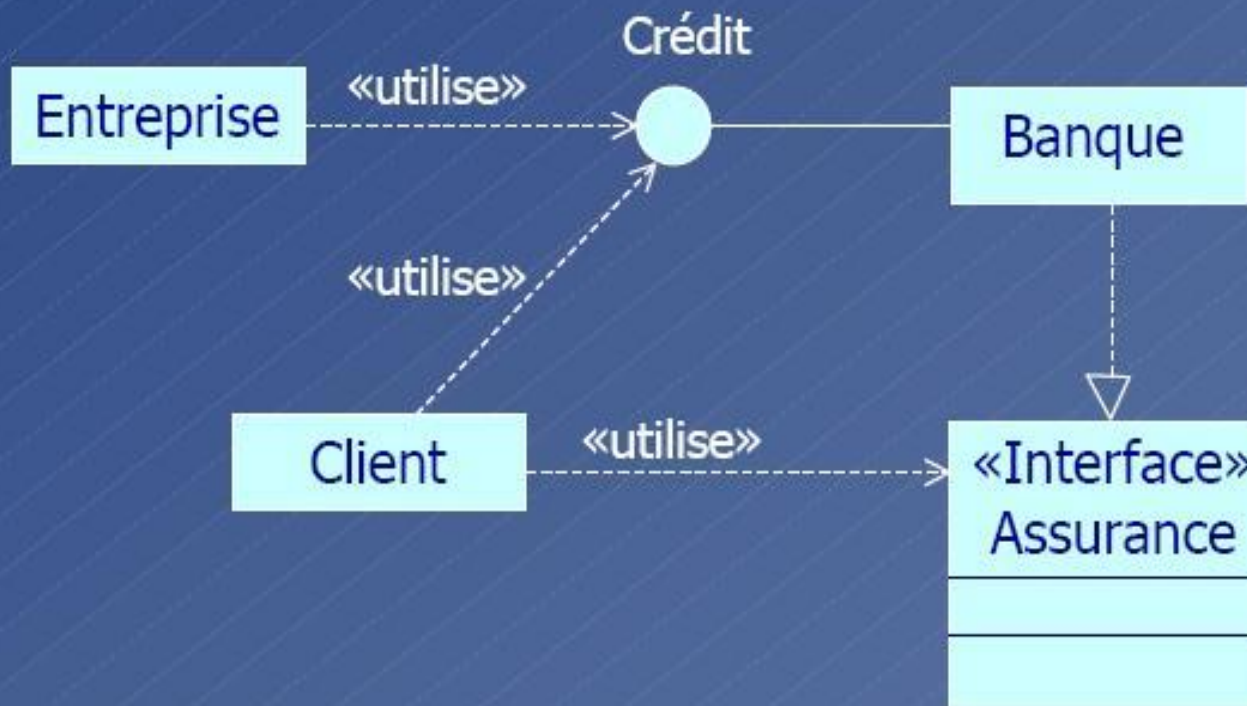 Crédit
Entreprise
«utilise»
Banque
«utilise»
Client
«utilise»
«Interface»
Assurance